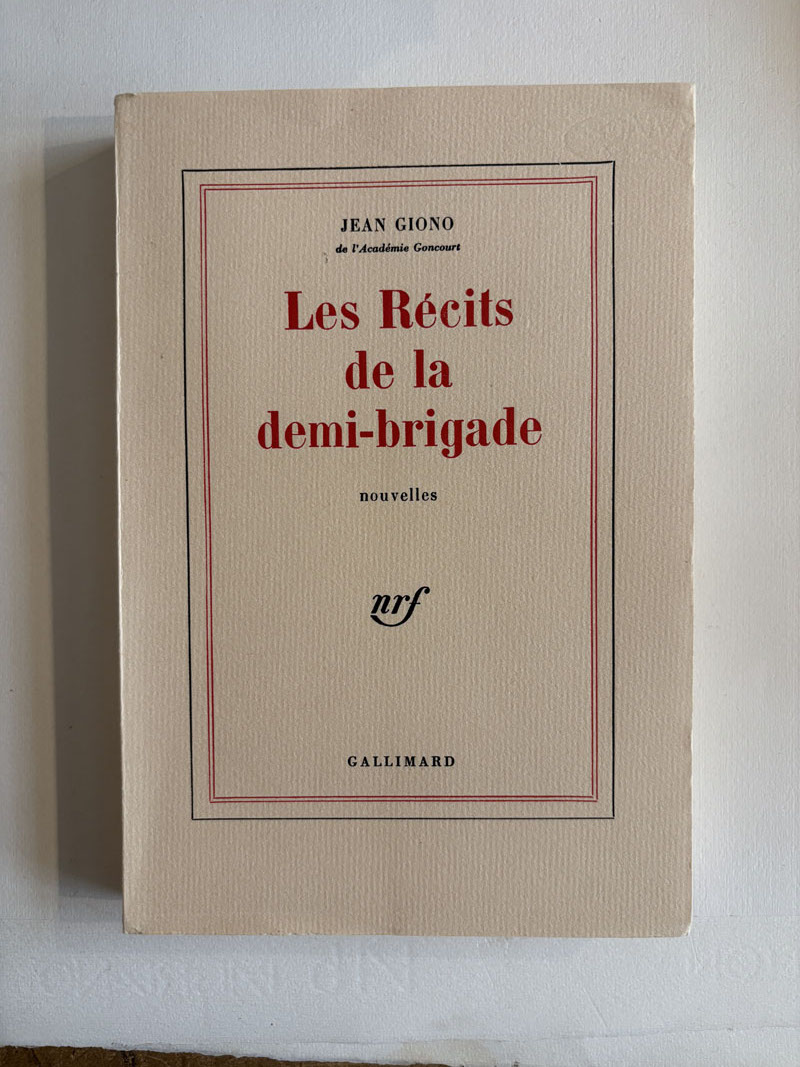 JEAN GIONO
de l'Académie Goncourt
Les Récits
de la
demi-brigade
nouvelles
nrf
GALLIMARD